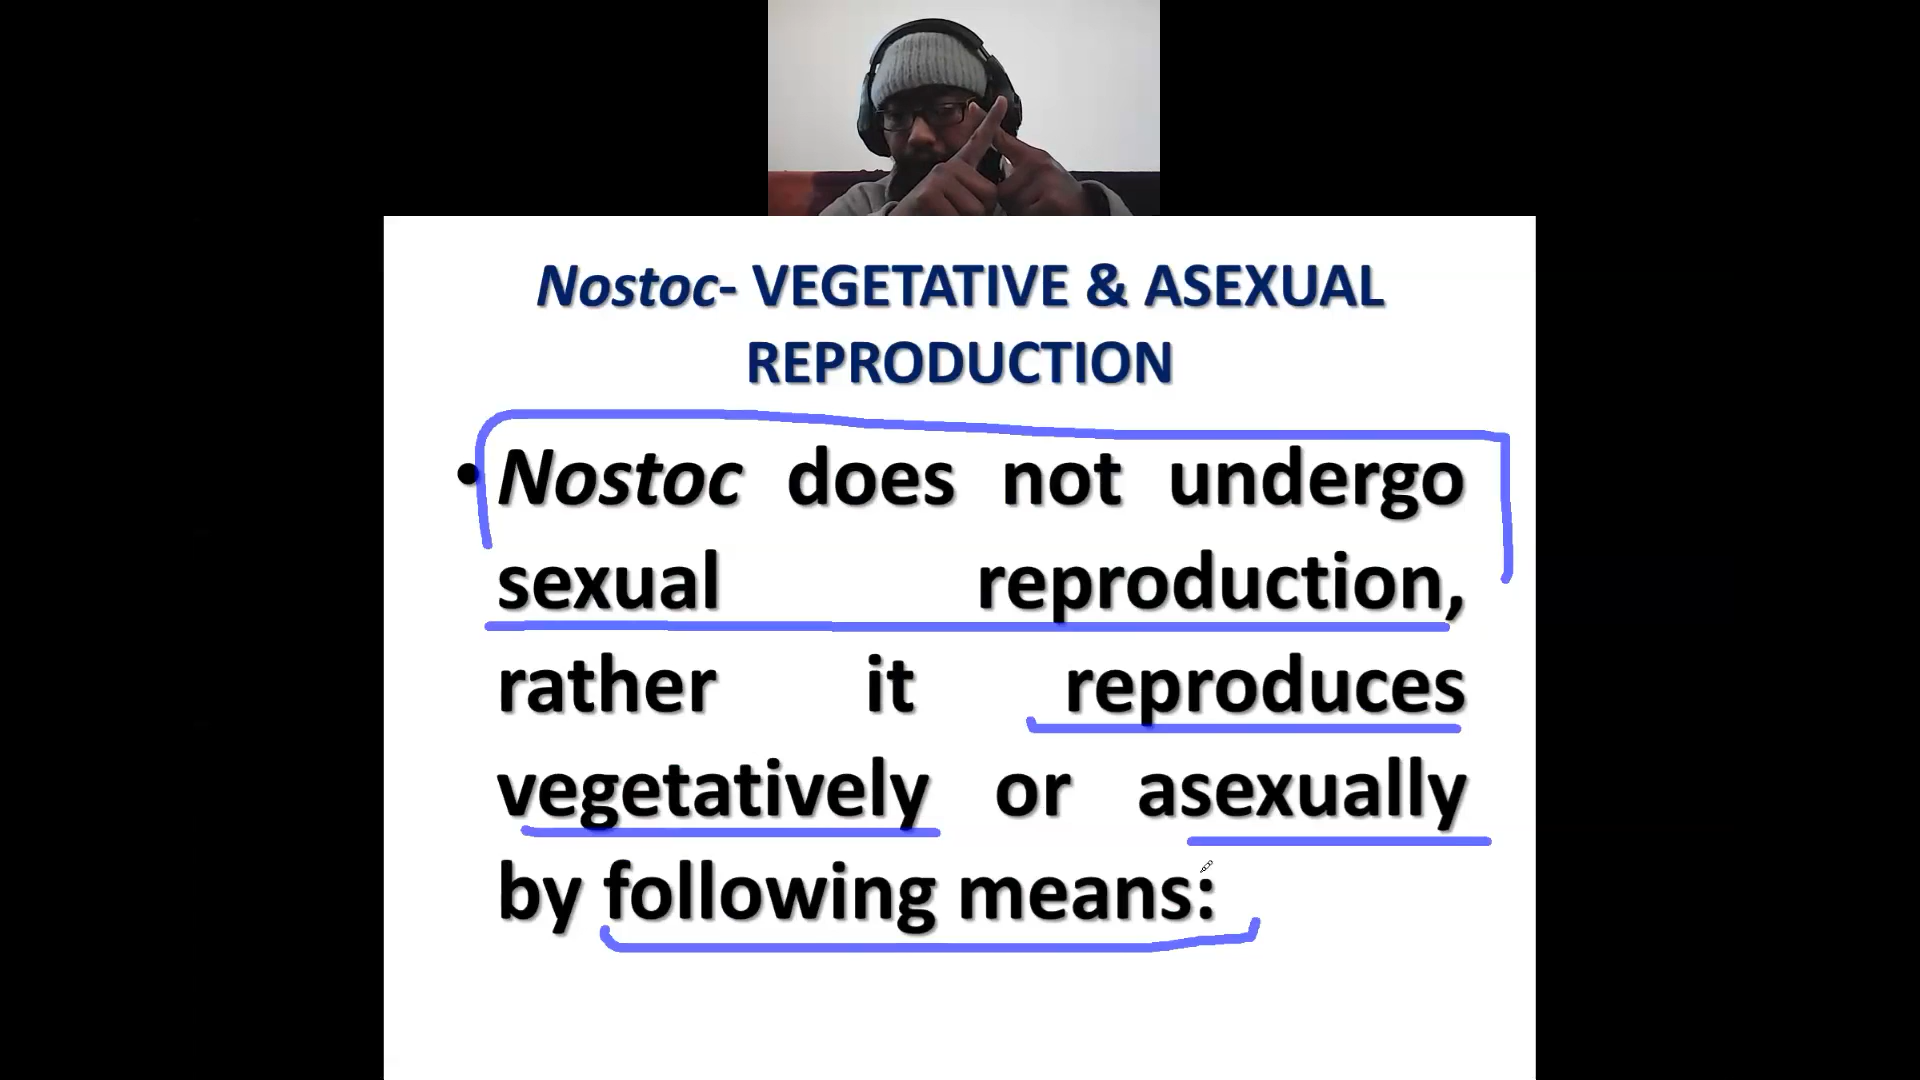 Nostoc- VEGETATIVE & ASEXUAL
REPRODUCTION
• Nostoc does not undergo
sexual reproduction,
rather it reproduces
vegetatively or asexually
by following means: